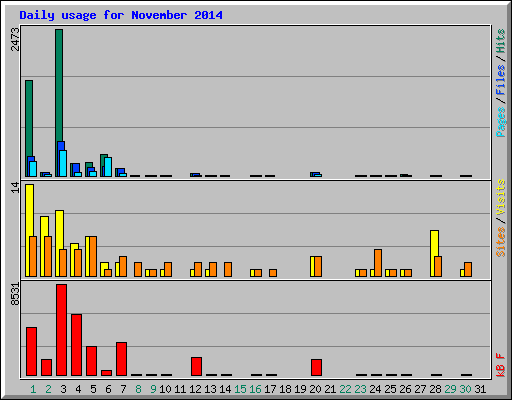 Daily usage for November 2014
2473
Pages/Files/Hits
14
Sites/Visits
8531
kB F
1 2 3 4 5 6 7 8 9 10 11 12 13 14 15 16 17 18 19 20 21 22 23 24 25 26 27 28 29 30 31